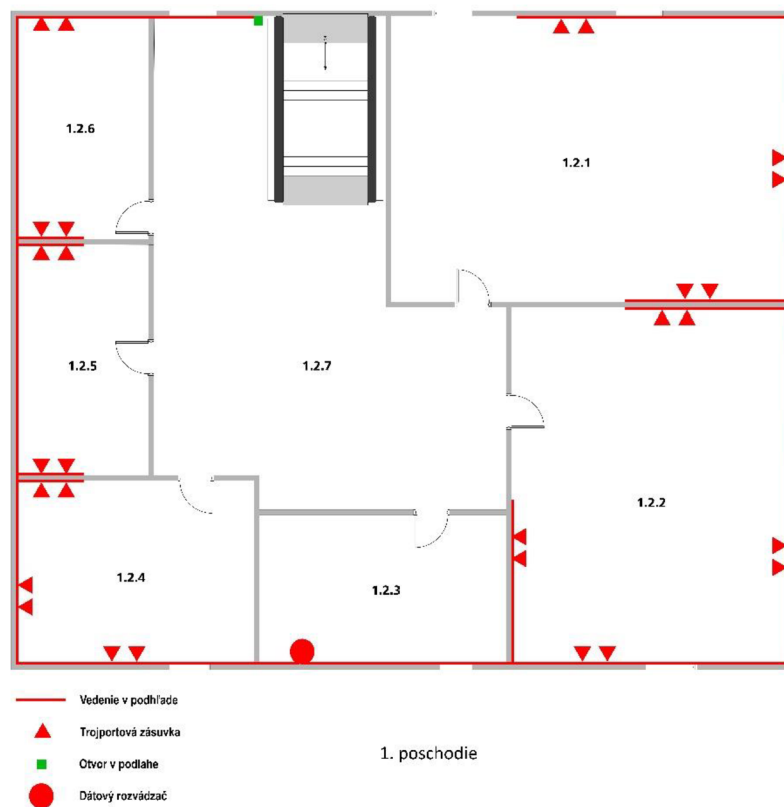 1.2.6
1.2.1
1.2.5
1.2.7
1.2.2
1.2.4
1.2.3
Vedenie v podhľade
Trojportová zásuvka
1. poschodie
Otvor v podlahe
Dátový rozvádzač